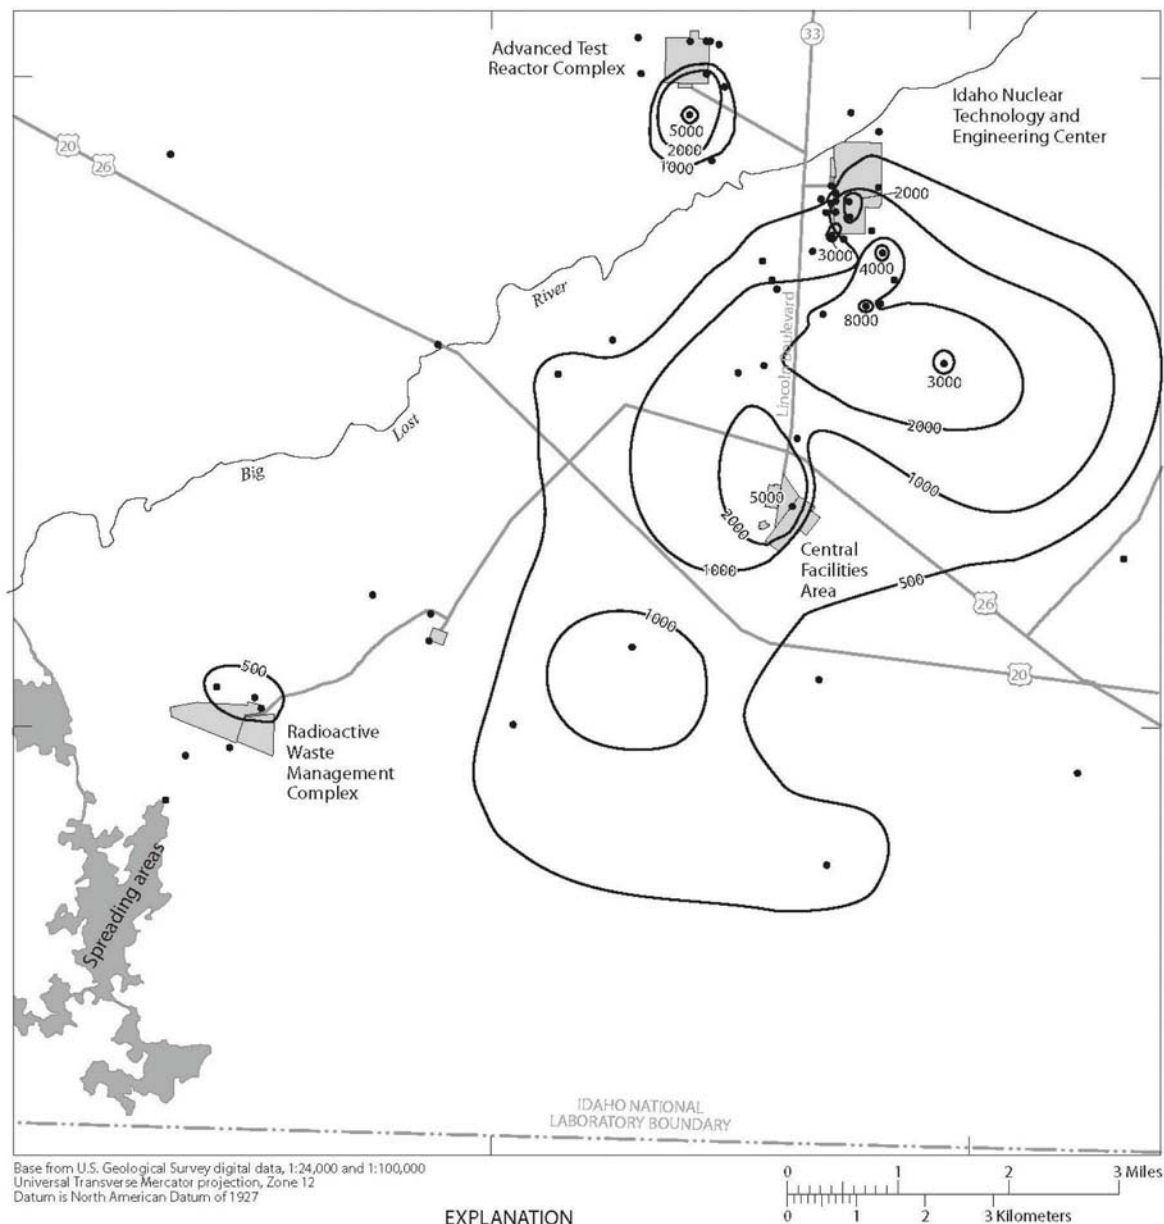 33
Advanced Test
Reactor Complex
Idaho Nuclear
Technology and
Engineering Center
20
26
5000
2000
1000
2000
3000
4000
River
8000
Lincoln Boulevard
3000
Lost
2000
Big
1000
5000
2000
1000
Central
Facilities
Area
500
26
1000
20
500
Radioactive
Waste
Management
Complex
Spreading areas
IDAHO NATIONAL
LABORATORY BOUNDARY
Base from U.S. Geological Survey digital data, 1:24,000 and 1:100,000
Universal Transverse Mercator projection, Zone 12
Datum is North American Datum of 1927
0 1 2 3 Miles
0 1 2 3 Kilometers
EXPLANATION